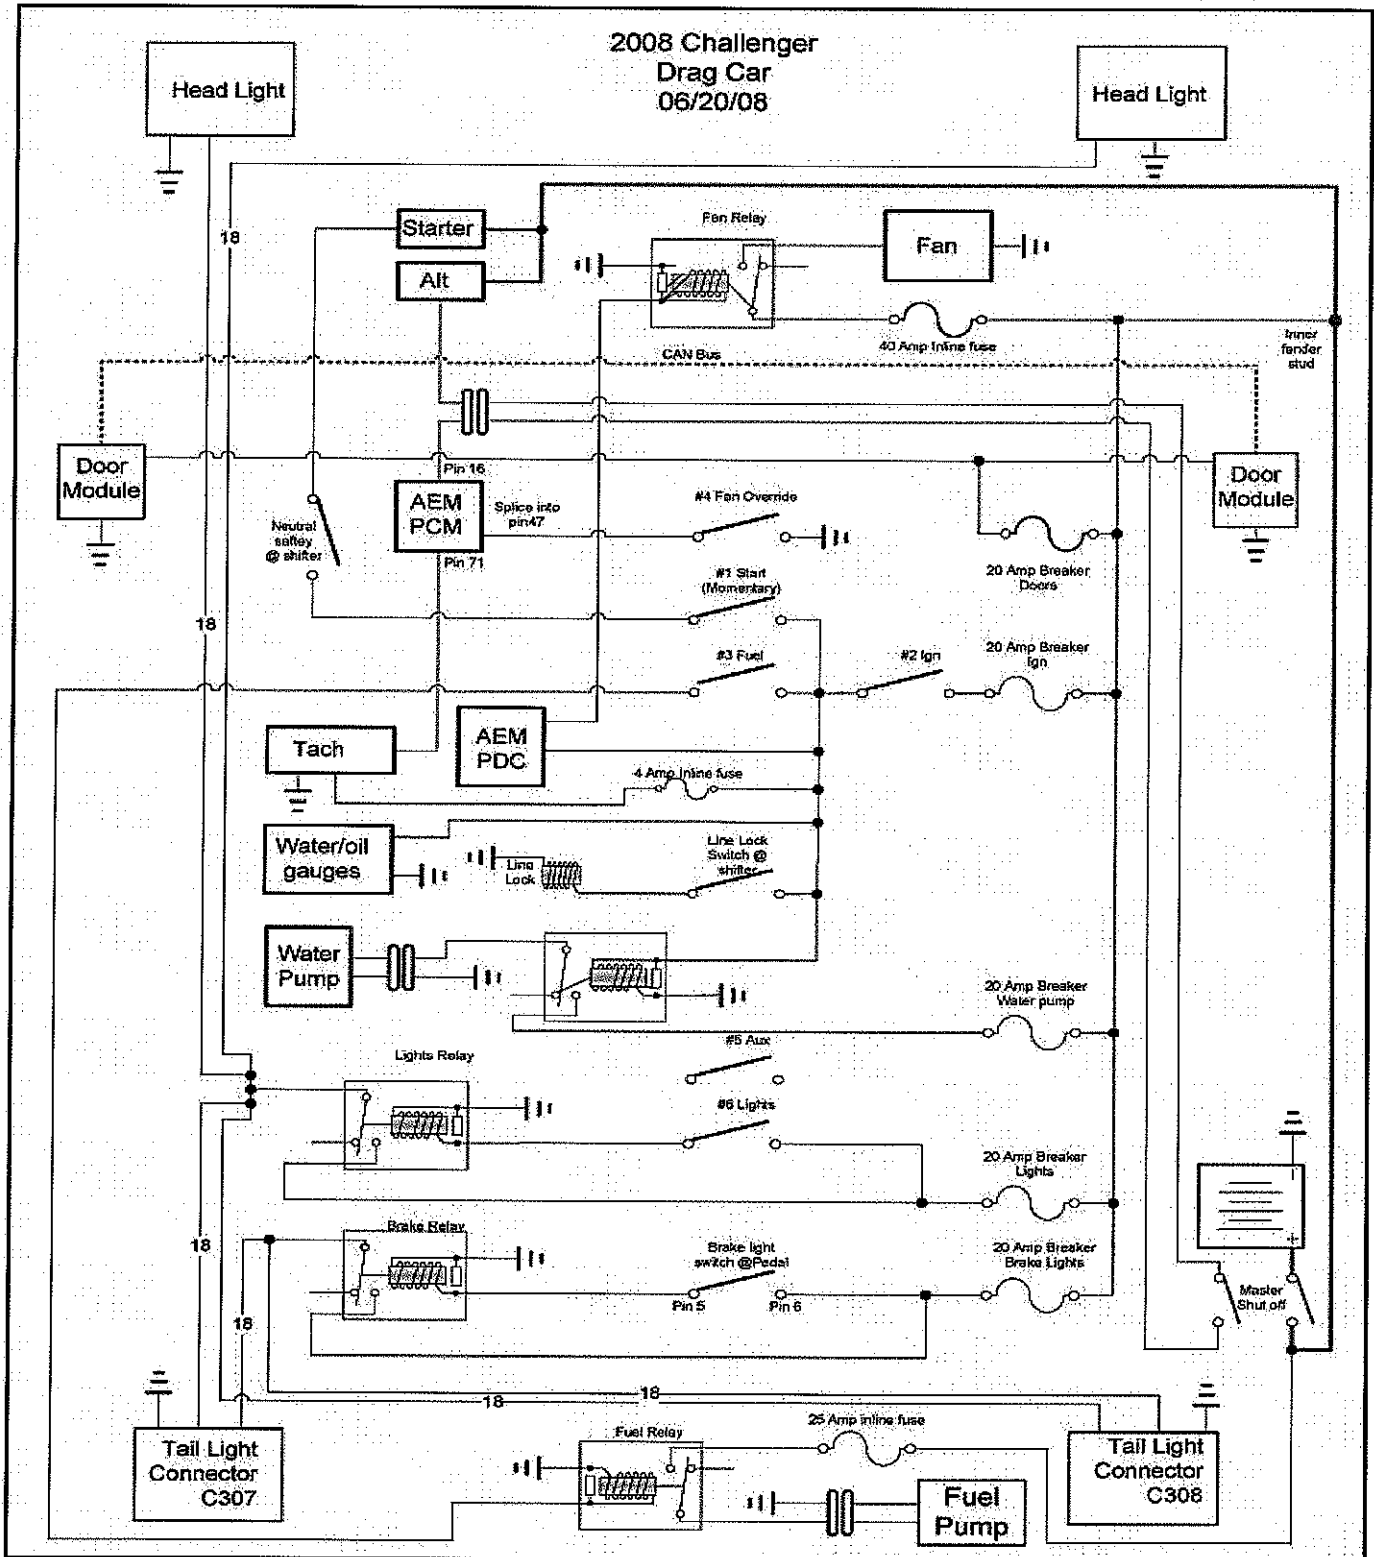 2008 Challenger
Drag Car
06/20/08
Head Light
Head Light
18
Starter
Alt
Fan Relay
Fan
40 Amp Inline fuse
Inner
fender
stud
CAN Bus
Door
Module
Door
Module
Pin 16
AEM
PCM
Splice into
pin47
Pin 71
#4 Fan Override
Neutral
saftey
@ shifter
20 Amp Breaker
Doors
#1 Start
(Momentary)
18
#3 Fuel
#2 Ign
20 Amp Breaker
Ign
Tach
AEM
PDC
4 Amp Inline fuse
Water/oil
gauges
Line
Lock
Line Lock
Switch @
shifter
Water
Pump
20 Amp Breaker
Water pump
#5 Aux
Lights Relay
#6 Lights
20 Amp Breaker
Lights
Brake Relay
18
Brake light
switch @Pedal
Pin 5
Pin 6
20 Amp Breaker
Brake Lights
- 
+
Master
Shut off
18
18
18
Tail Light
Connector
C307
Fuel Relay
25 Amp inline fuse
Fuel
Pump
Tail Light
Connector
C308